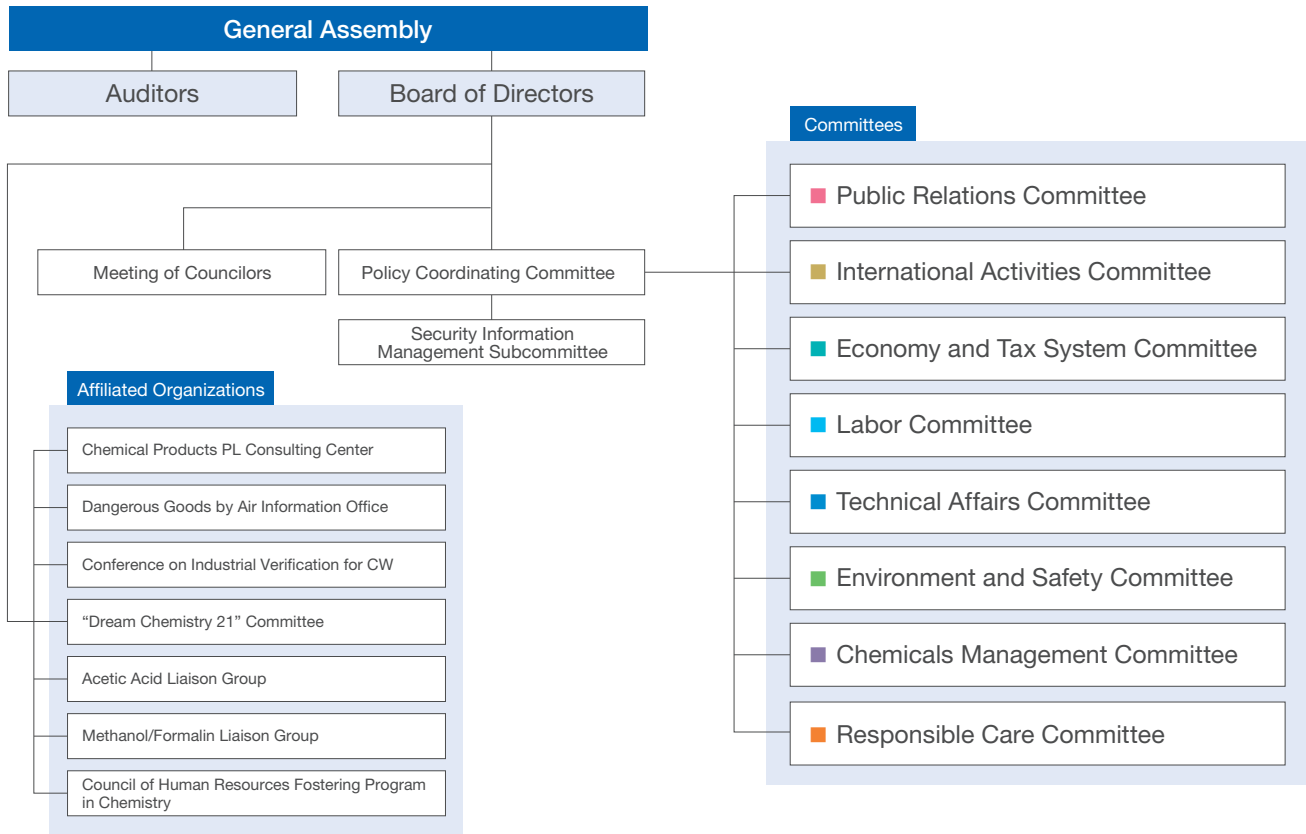 General Assembly
Auditors
Board of Directors
Meeting of Councilors
Policy Coordinating Committee
Security Information
Management Subcommittee
Affiliated Organizations
Chemical Products PL Consulting Center
Dangerous Goods by Air Information Office
Conference on Industrial Verification for CW
“Dream Chemistry 21” Committee
Acetic Acid Liaison Group
Methanol/Formalin Liaison Group
Council of Human Resources Fostering Program
in Chemistry
Committees
Public Relations Committee
International Activities Committee
Economy and Tax System Committee
Labor Committee
Technical Affairs Committee
Environment and Safety Committee
Chemicals Management Committee
Responsible Care Committee